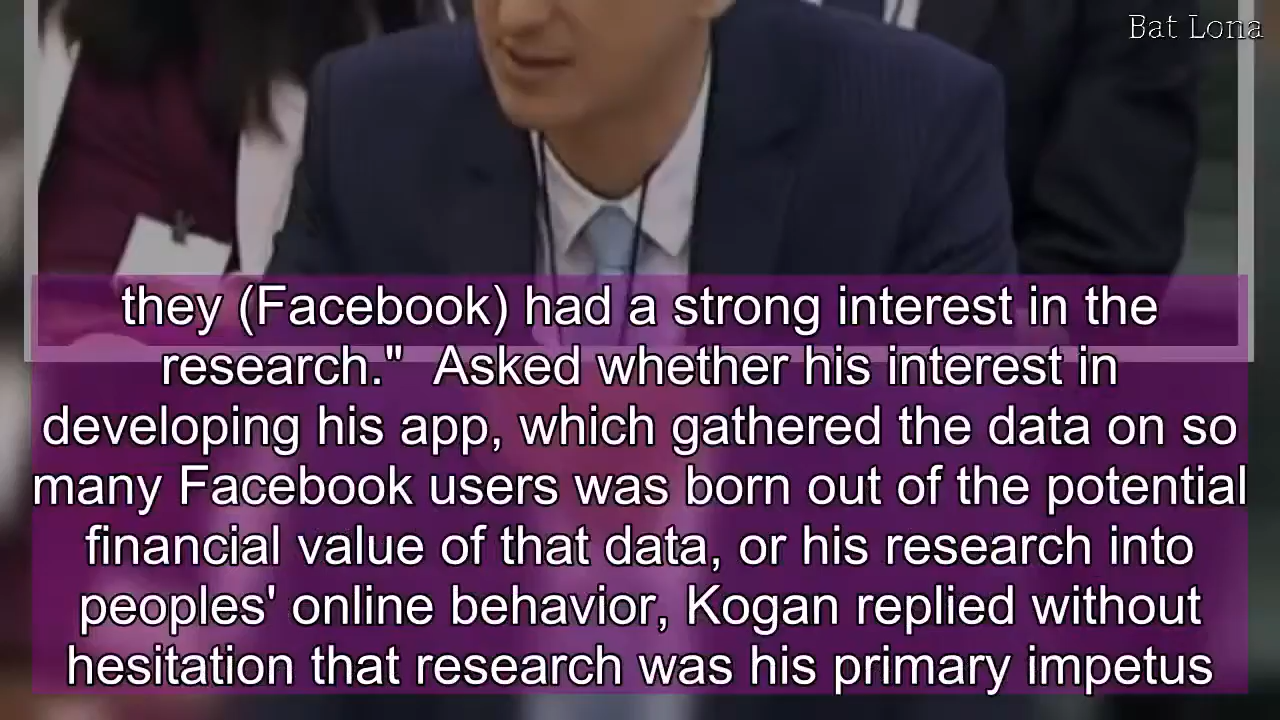 Bat Lona
they (Facebook) had a strong interest in the
research."  Asked whether his interest in
developing his app, which gathered the data on so
many Facebook users was born out of the potential
financial value of that data, or his research into
peoples' online behavior, Kogan replied without
hesitation that research was his primary impetus